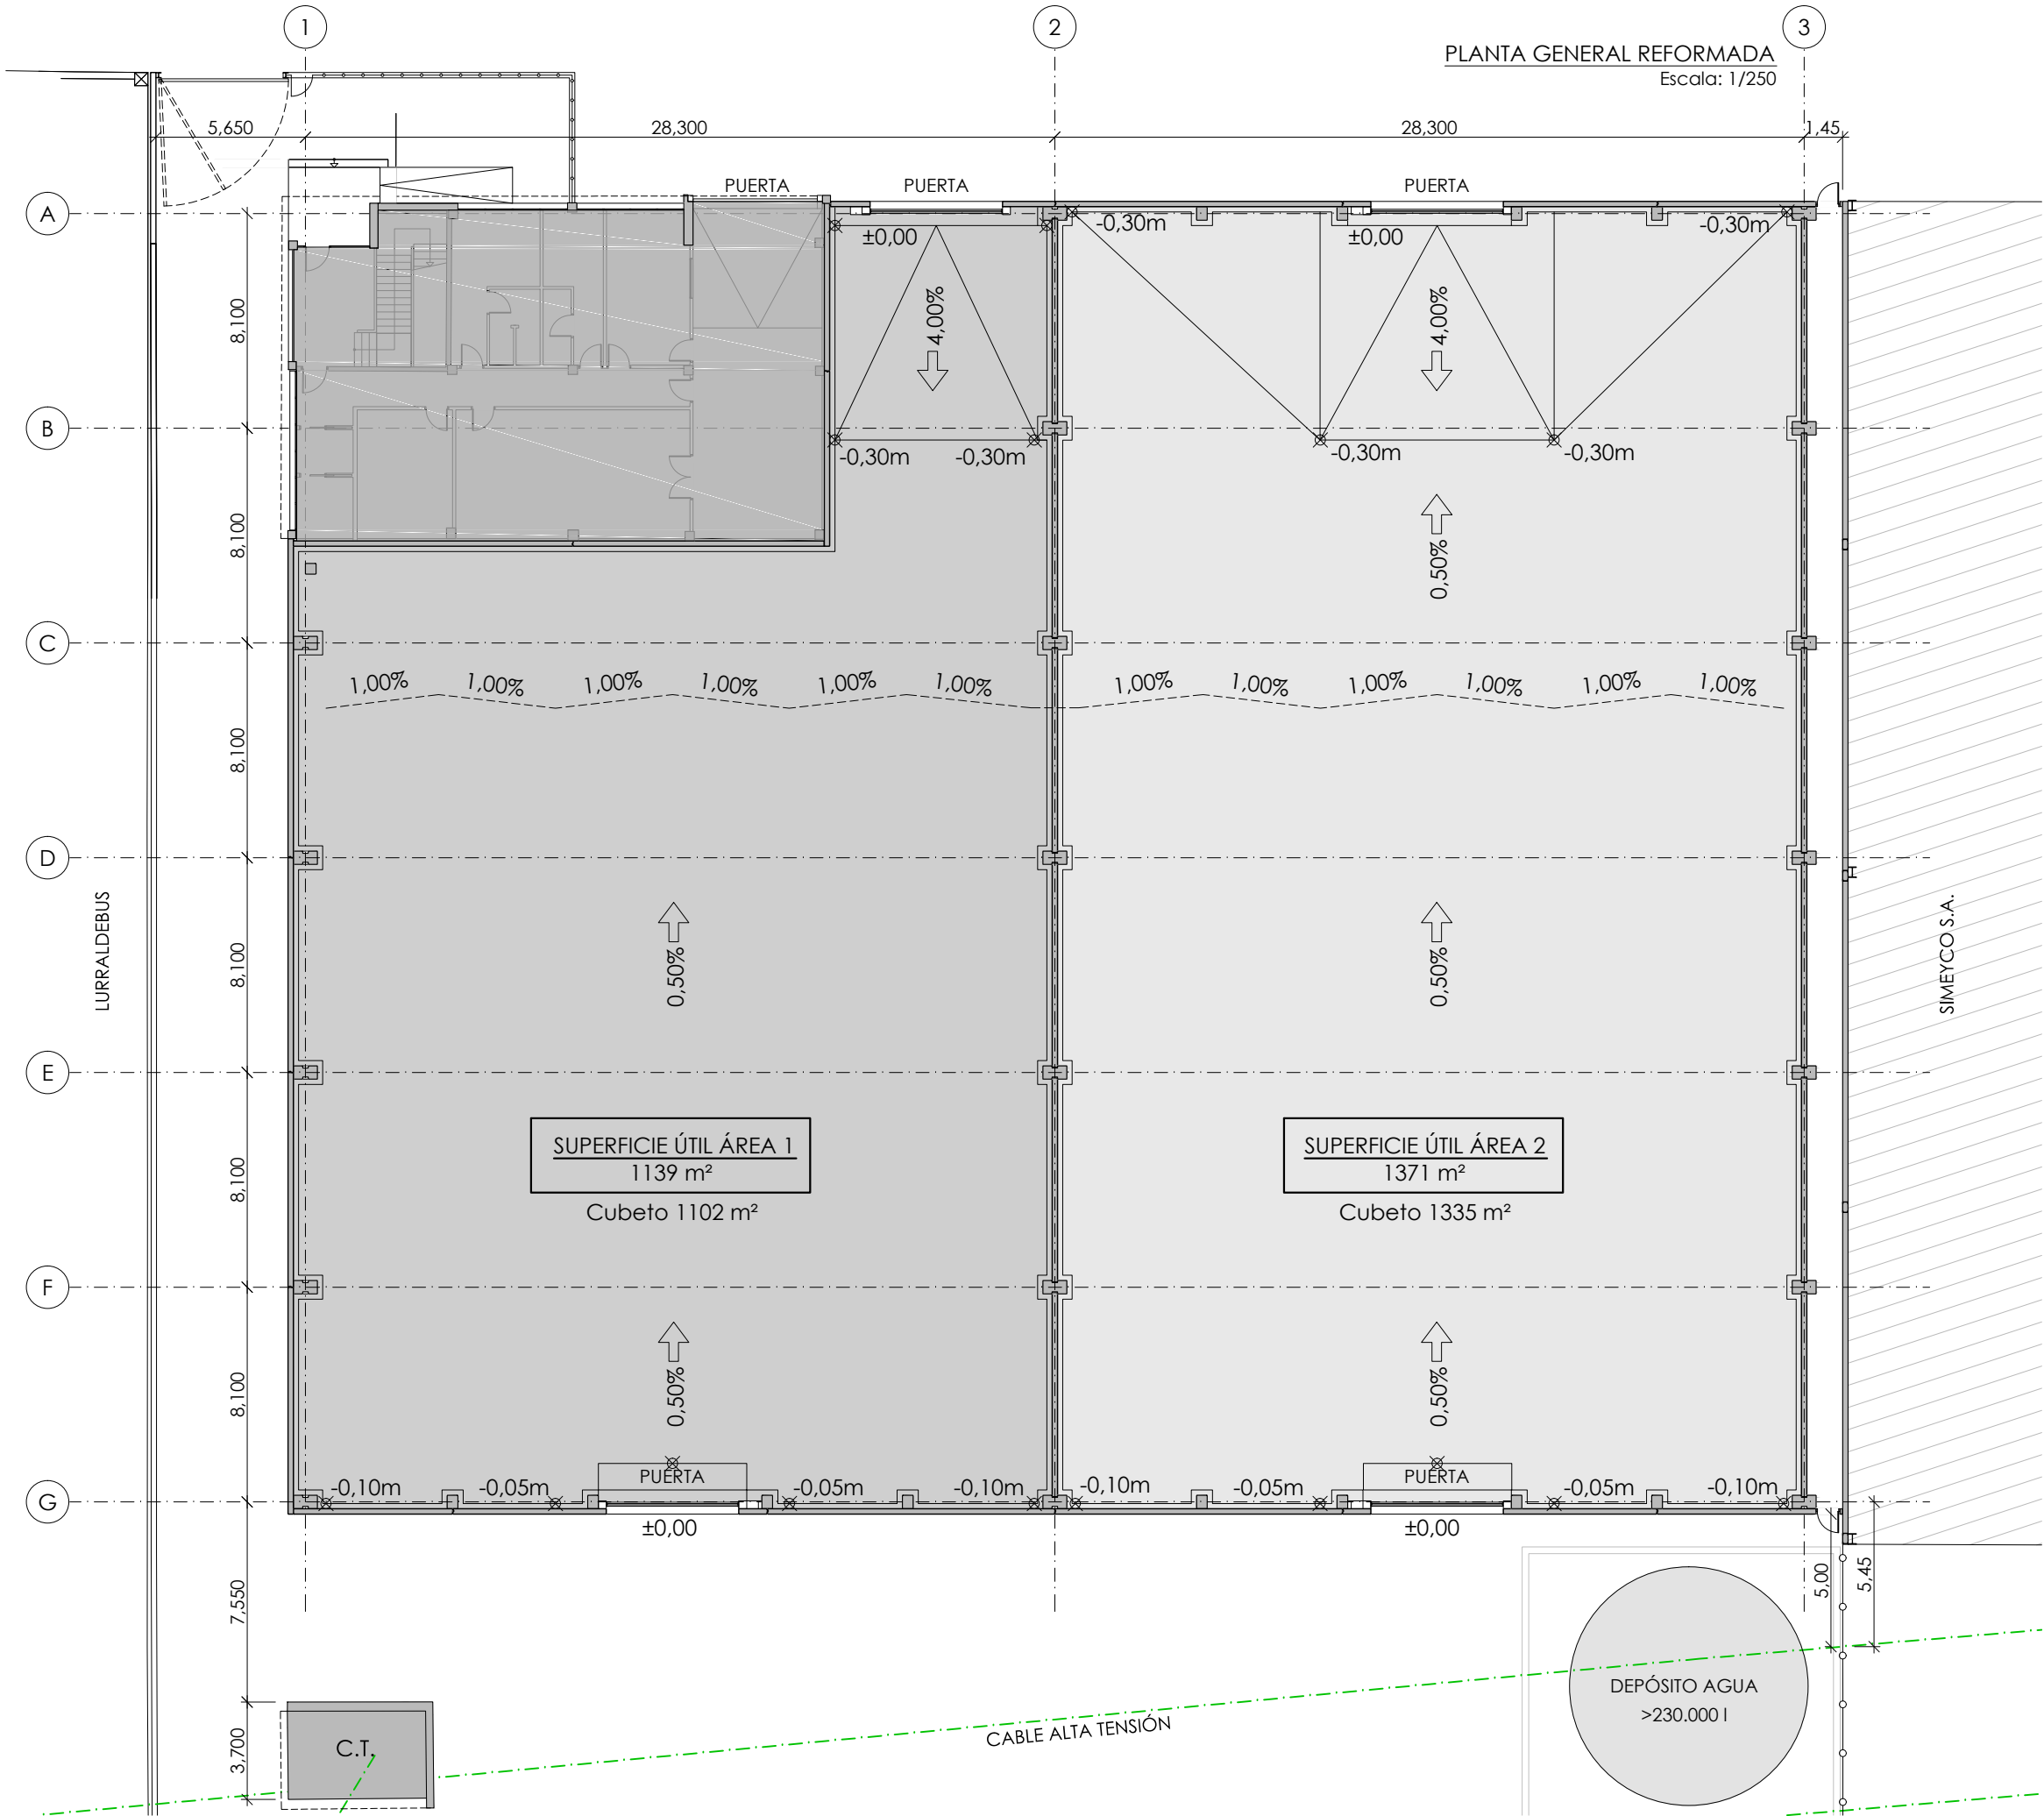 1
2
3
PLANTA GENERAL REFORMADA
Escala: 1/250
5,650
28,300
28,300
1,45
PUERTA
PUERTA
PUERTA
A
±0,00
-0,30m
±0,00
-0,30m
8,100
4,00%
4,00%
B
-0,30m
-0,30m
-0,30m
-0,30m
8,100
0,50%
C
1,00%
1,00%
1,00%
1,00%
1,00%
1,00%
1,00%
1,00%
1,00%
1,00%
1,00%
1,00%
8,100
D
LURRALDEBUS
8,100
0,50%
0,50%
SIMEYCO S.A.
E
SUPERFICIE ÚTIL ÁREA 1
1139 m²
Cubeto 1102 m²
SUPERFICIE ÚTIL ÁREA 2
1371 m²
Cubeto 1335 m²
8,100
F
8,100
0,50%
0,50%
PUERTA
PUERTA
G
-0,10m
-0,05m
-0,05m
-0,10m
-0,10m
-0,05m
-0,05m
-0,10m
±0,00
±0,00
7,550
5,00
5,45
DEPÓSITO AGUA
>230.000 l
CABLE ALTA TENSIÓN
3,700
C.T.